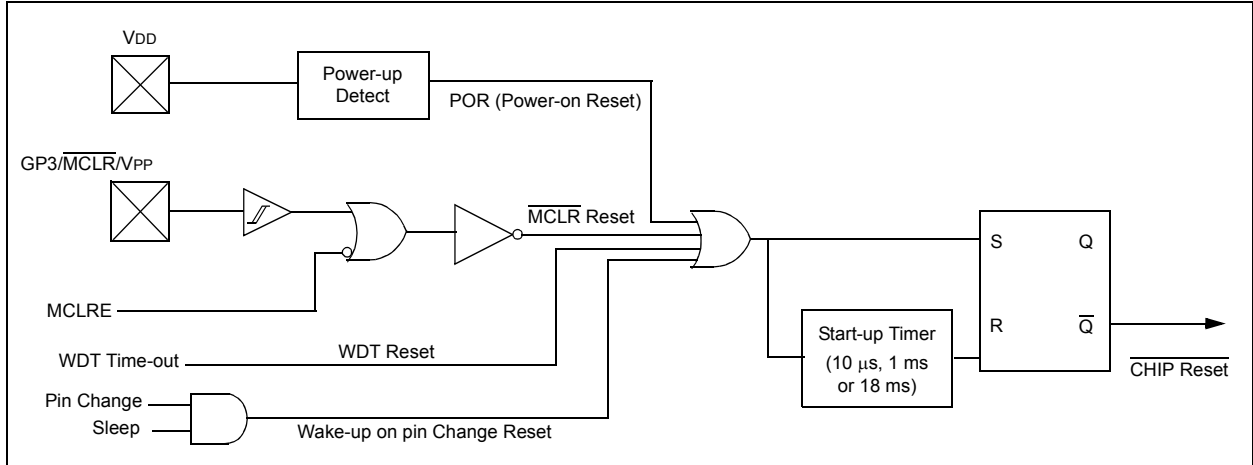 VDD
Power-up
Detect
POR (Power-on Reset)
GP3/MCLR/VPP
MCLR Reset
MCLRE
WDT Time-out
WDT Reset
Pin Change
Sleep
Wake-up on pin Change Reset
S
Q
R
Q
Start-up Timer
(10 μs, 1 ms
or 18 ms)
CHIP Reset